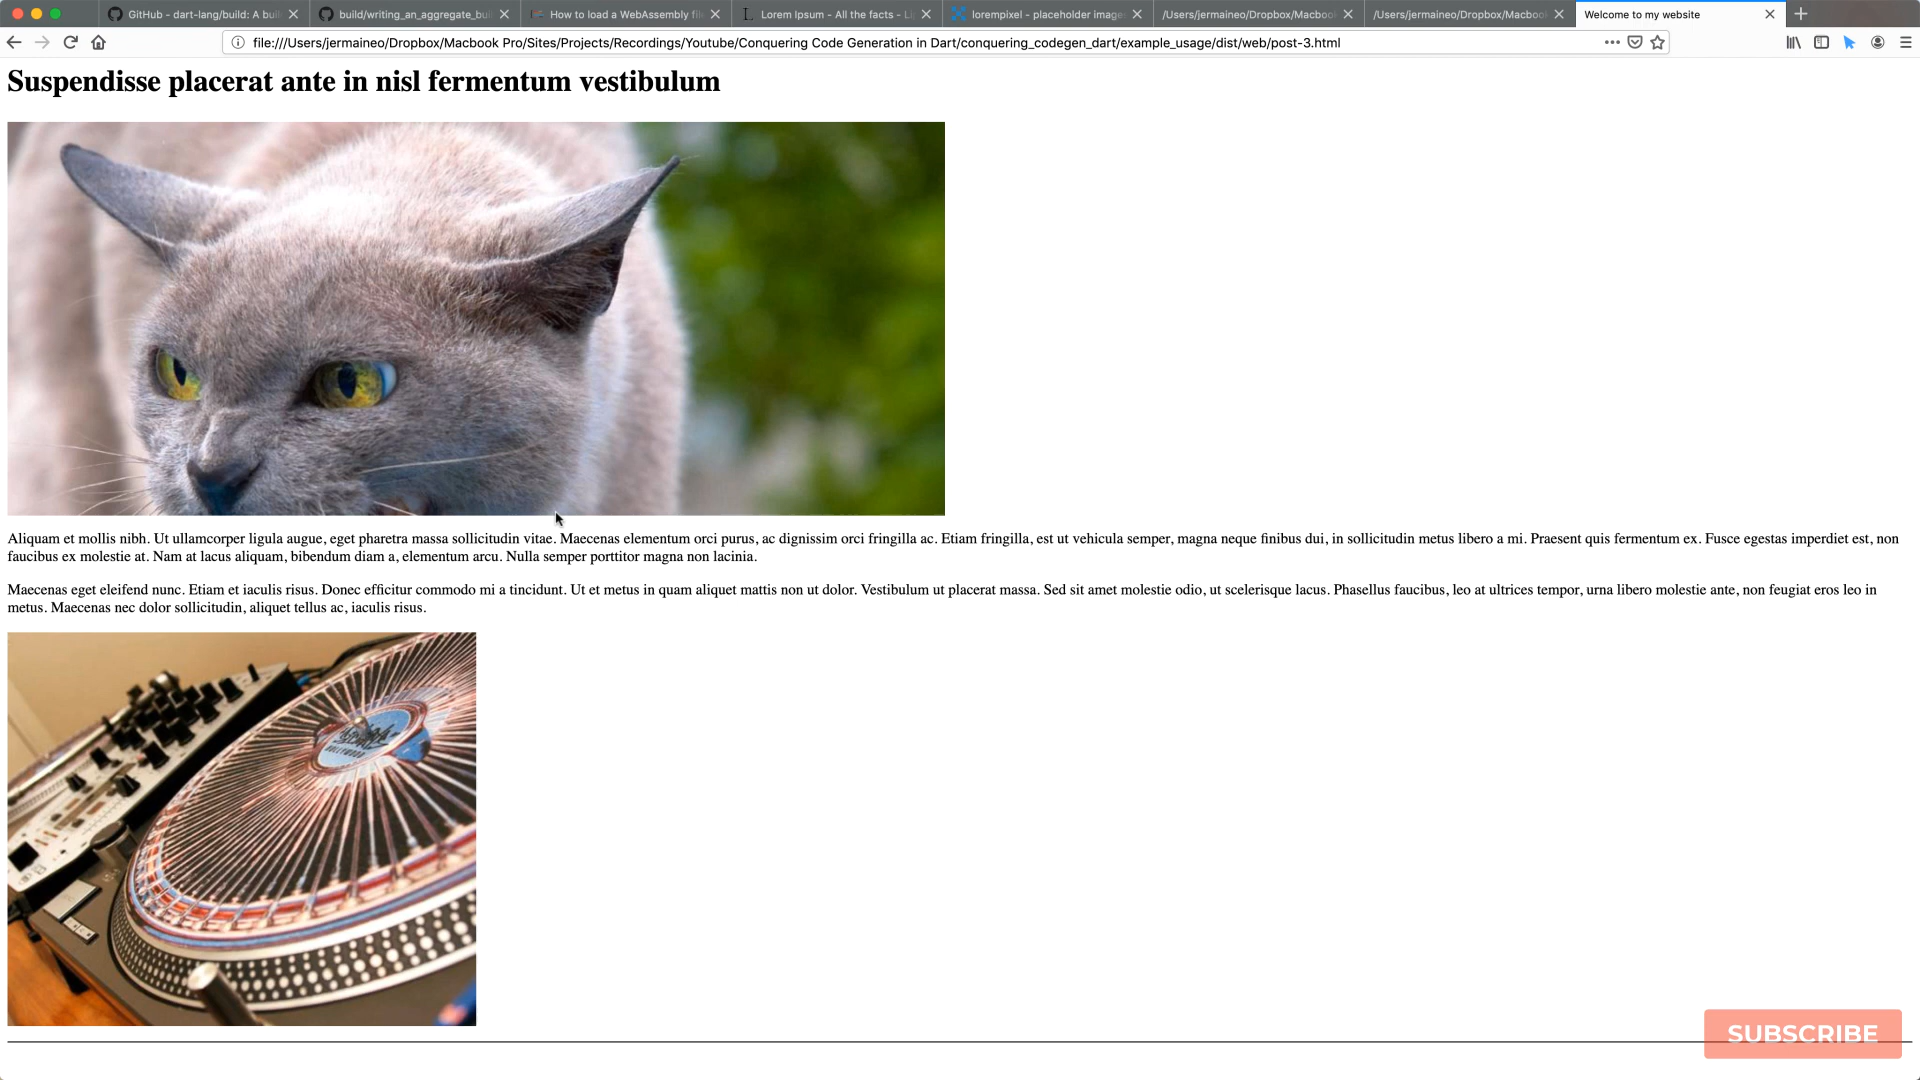 GitHub - dart-lang/build: A bui
build/writing_an_aggregate_bui
How to load a WebAssembly fil
Lorem Ipsum - All the facts - Li
lorempixel - placeholder image
/Users/jermaineo/Dropbox/Macboo
/Users/jermaineo/Dropbox/Macboo
Welcome to my website
file:///Users/jermaineo/Dropbox/Macbook Pro/Sites/Projects/Recordings/Youtube/Conquering Code Generation in Dart/conquering_codegen_dart/example_usage/dist/web/post-3.html
Suspendisse placerat ante in nisl fermentum vestibulum
Aliquam et mollis nibh. Ut ullamcorper ligula augue, eget pharetra massa sollicitudin vitae. Maecenas elementum orci purus, ac dignissim orci fringilla ac. Etiam fringilla, est ut vehicula semper, magna neque finibus dui, in sollicitudin metus libero a mi. Praesent quis fermentum ex. Fusce egestas imperdiet est, non
faucibus ex molestie at. Nam at lacus aliquam, bibendum diam a, elementum arcu. Nulla semper porttitor magna non lacinia.
Maecenas eget eleifend nunc. Etiam et iaculis risus. Donec efficitur commodo mi a tincidunt. Ut et metus in quam aliquet mattis non ut dolor. Vestibulum ut placerat massa. Sed sit amet molestie odio, ut scelerisque lacus. Phasellus faucibus, leo at ultrices tempor, urna libero molestie ante, non feugiat eros leo in
metus. Maecenas nec dolor sollicitudin, aliquet tellus ac, iaculis risus.
SUBSCRIBE